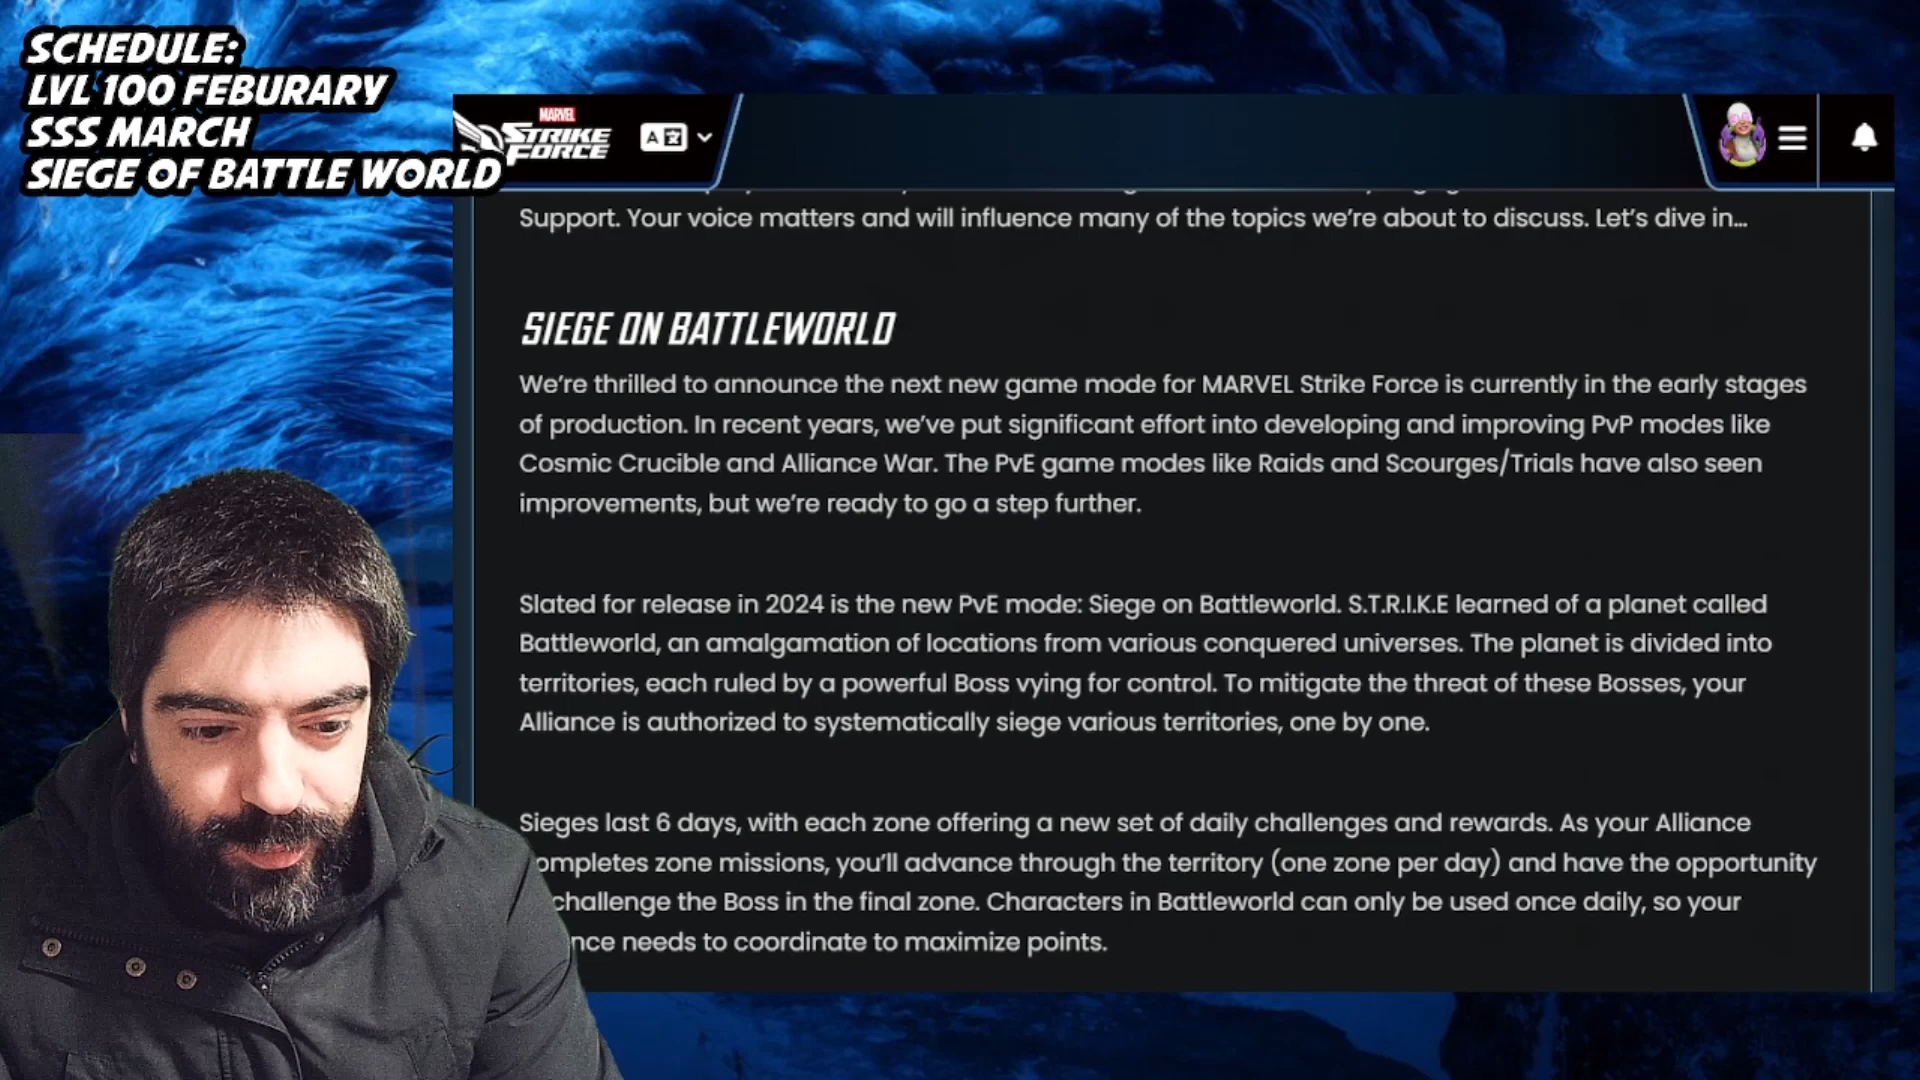 SCHEDULE:
LVL 100 FEBURARY
SSS MARCH
SIEGE OF BATTLE WORLD
MARVEL
STRIKE
FORCE
A
Support. Your voice matters and will influence many of the topics we're about to discuss. Let's dive in...
SIEGE ON BATTLEWORLD
We're thrilled to announce the next new game mode for MARVEL Strike Force is currently in the early stages
of production. In recent years, we've put significant effort into developing and improving PvP modes like
Cosmic Crucible and Alliance War. The PvE game modes like Raids and Scourges/Trials have also seen
improvements, but we're ready to go a step further.
Slated for release in 2024 is the new PvE mode: Siege on Battleworld. S.T.R.I.K.E learned of a planet called
Battleworld, an amalgamation of locations from various conquered universes. The planet is divided into
territories, each ruled by a powerful Boss vying for control. To mitigate the threat of these Bosses, your
Alliance is authorized to systematically siege various territories, one by one.
Sieges last 6 days, with each zone offering a new set of daily challenges and rewards. As your Alliance
ompletes zone missions, you'll advance through the territory (one zone per day) and have the opportunity
challenge the Boss in the final zone. Characters in Battleworld can only be used once daily, so your
nce needs to coordinate to maximize points.